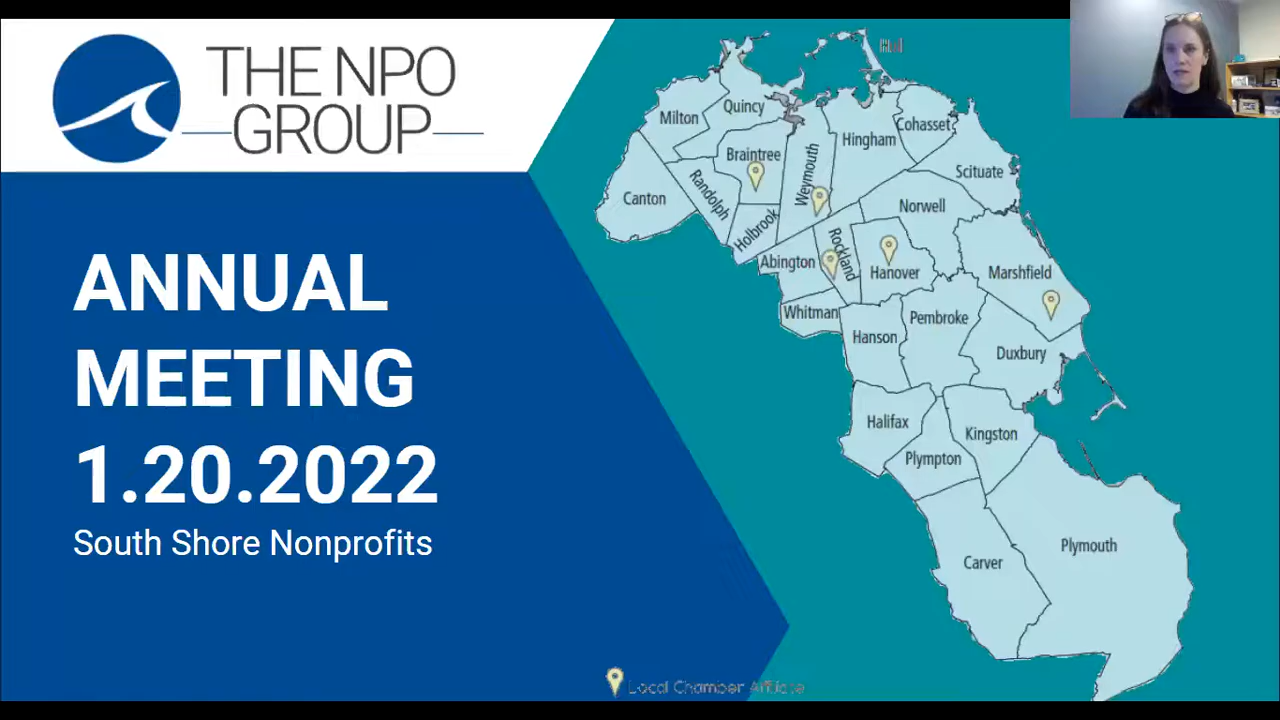 THE NPO
GROUP
ANNUAL
MEETING
1.20.2022
South Shore Nonprofits
Milton
Quincy
Braintree
Weymouth
Hingham
Cohasset
Scituate
Canton
Randolph
Holbrook
Norwell
Abington
Rockland
Hanover
Marshfield
Whitman
Hanson
Pembroke
Duxbury
Halifax
Kingston
Plympton
Carver
Plymouth
Local Chamber Affiliate